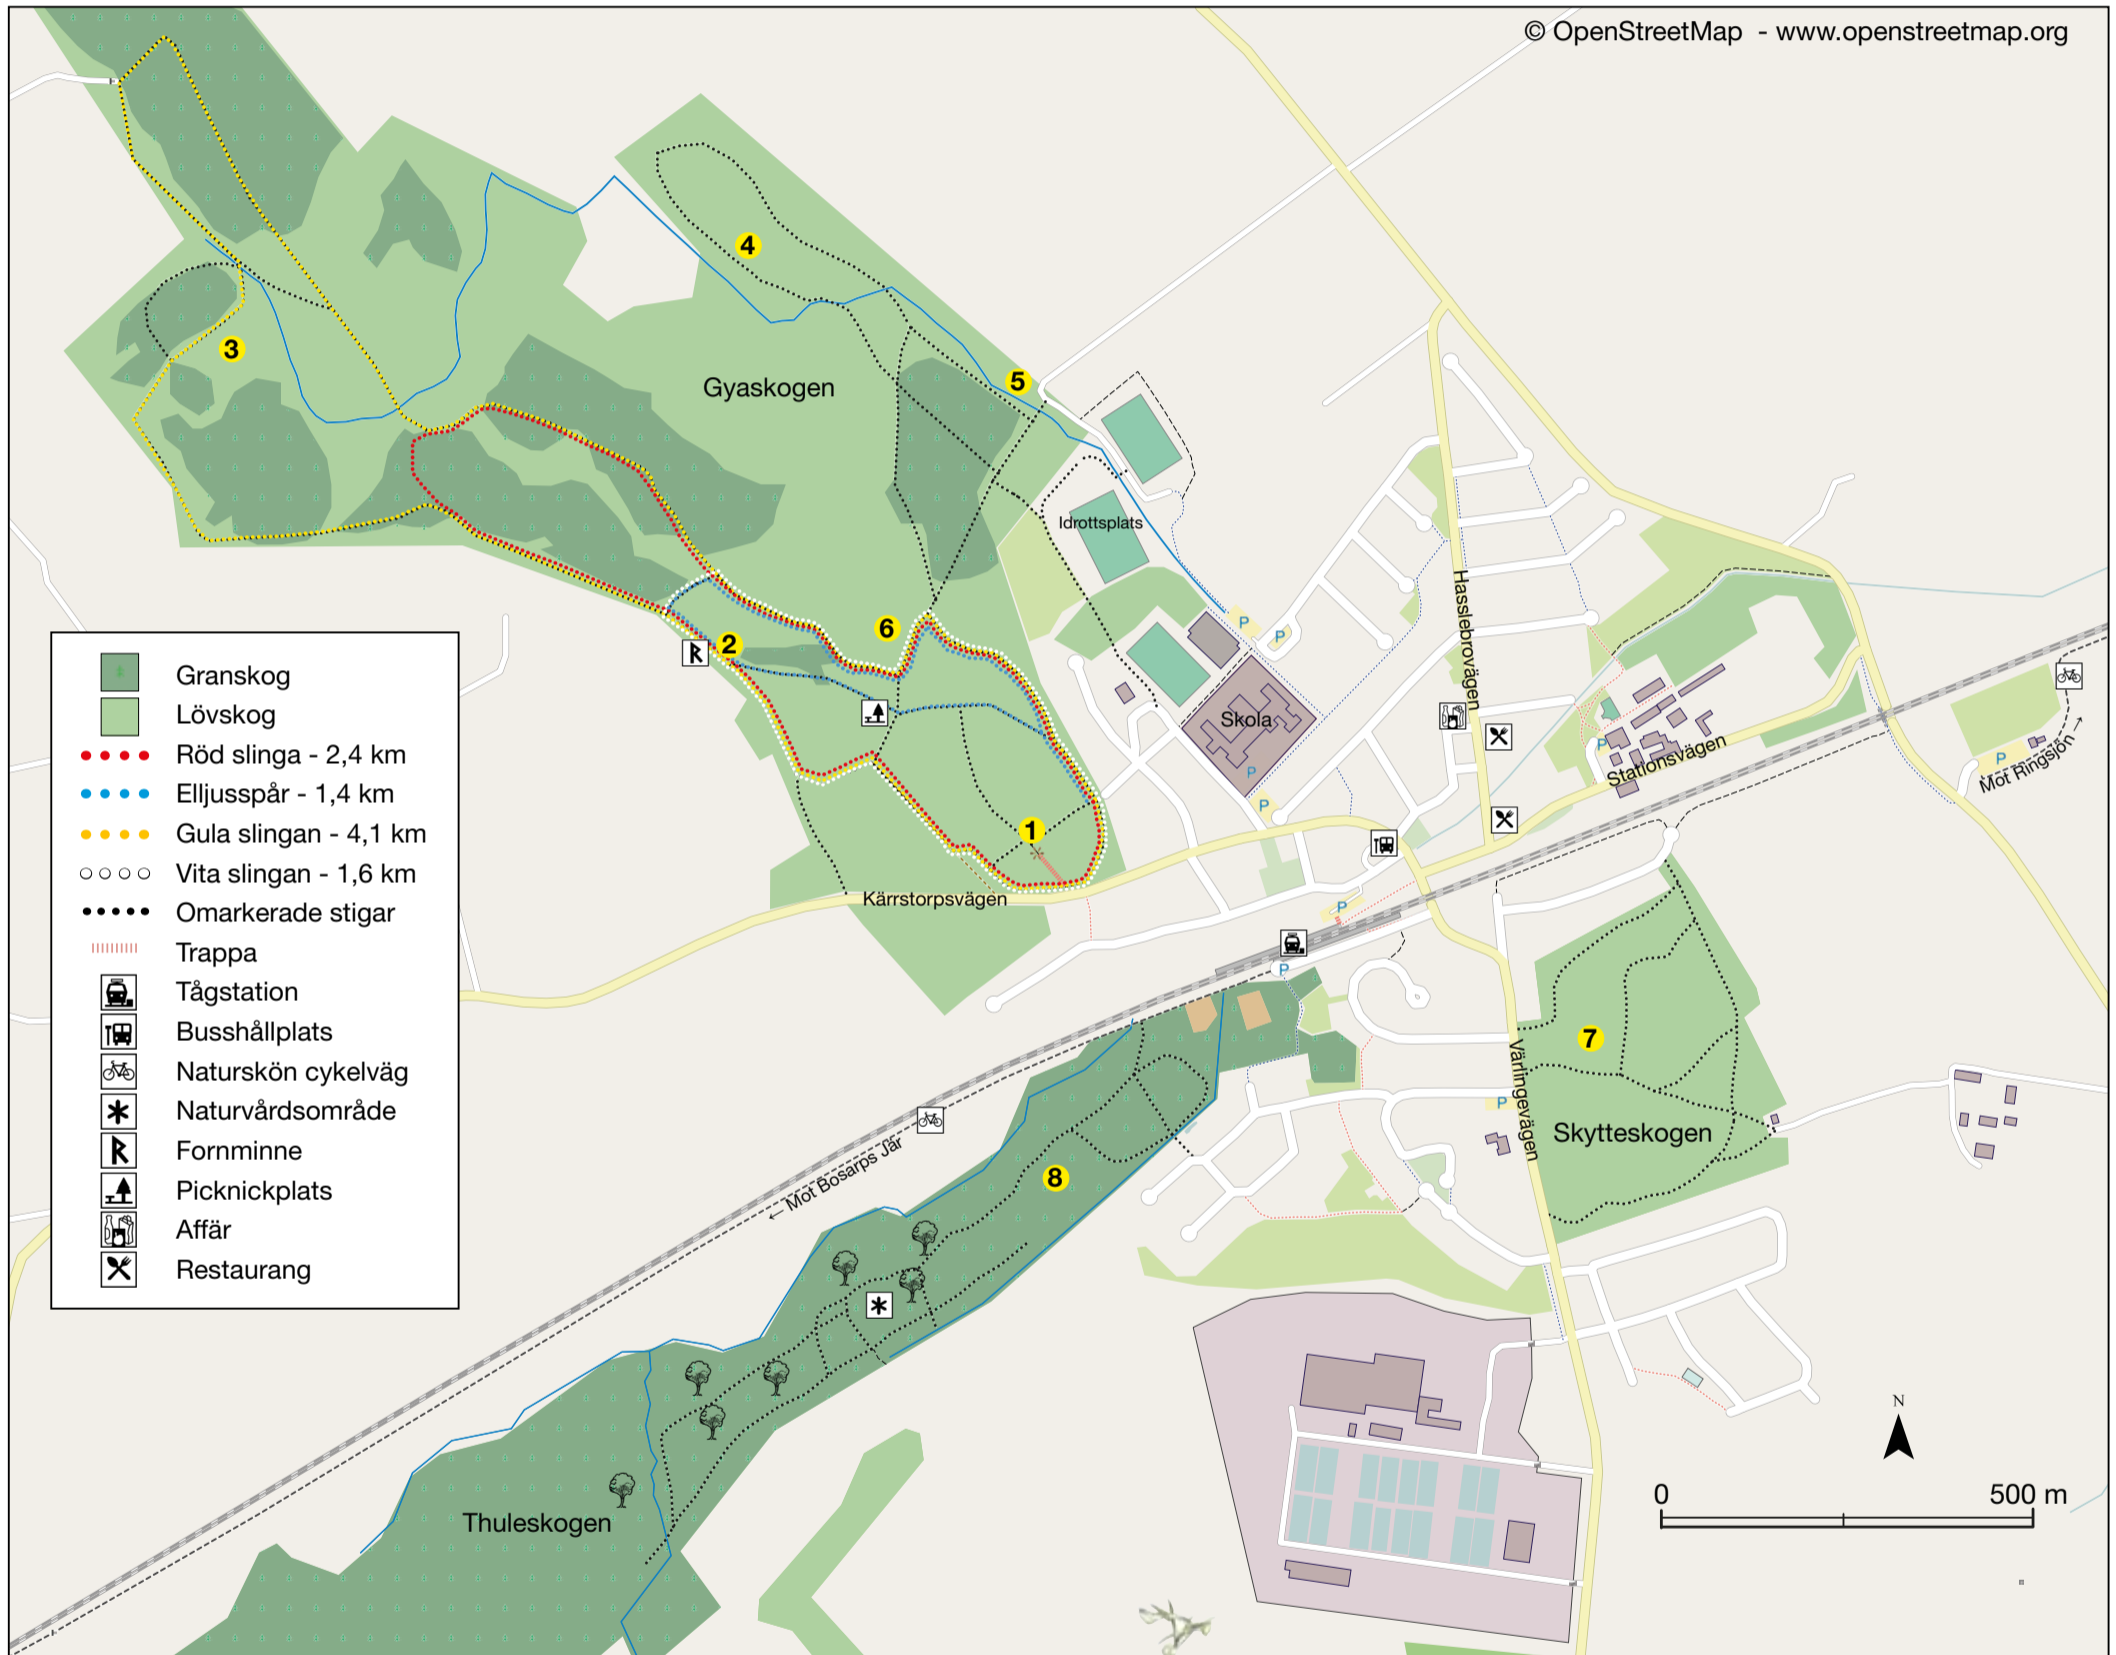 © OpenStreetMap - www.openstreetmap.org
4
3
5
Gyaskogen
Idrottsplats
Hasslebrovägen
6
2
P
P
Skola
P
P
P
Stationsvägen
P
Mot Ringsjön →
1
Kärrstorpsvägen
P
P
Granskog
Lövskog
Röd slinga - 2,4 km
Elljusspår - 1,4 km
Gula slingan - 4,1 km
Vita slingan - 1,6 km
Omarkerade stigar
Trappa
Tågstation
Busshållplats
Naturskön cykelväg
Naturvårdsområde
Fornminne
Picknickplats
Affär
Restaurang
7
Värlingevägen
P
Skytteskogen
← Mot Bosarps Jär
8
Thuleskogen
N
0 500 m